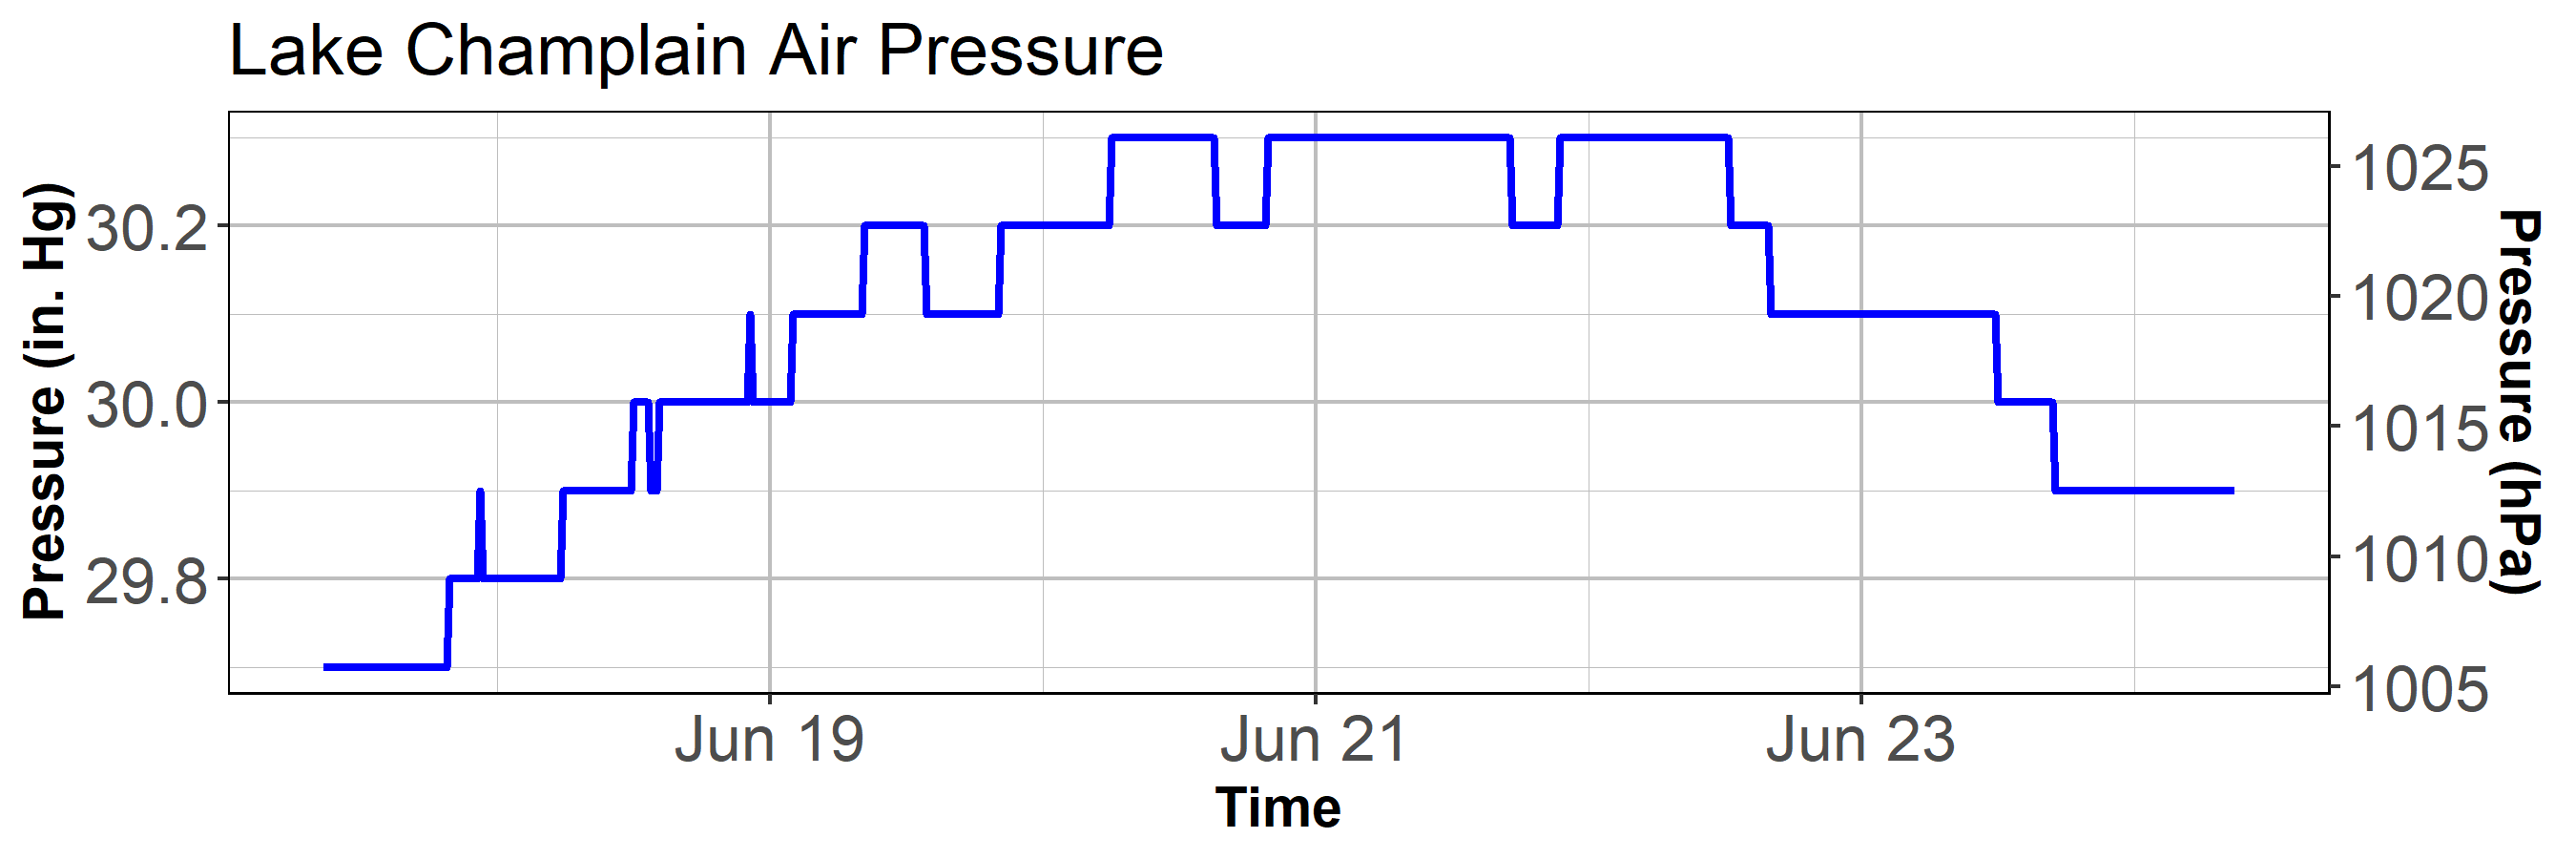 Lake Champlain Air Pressure
Pressure (in. Hg)
30.2
30.0
29.8
1025
1020
1015
1010
1005
Pressure (hPa)
Jun 19
Jun 21
Jun 23
Time